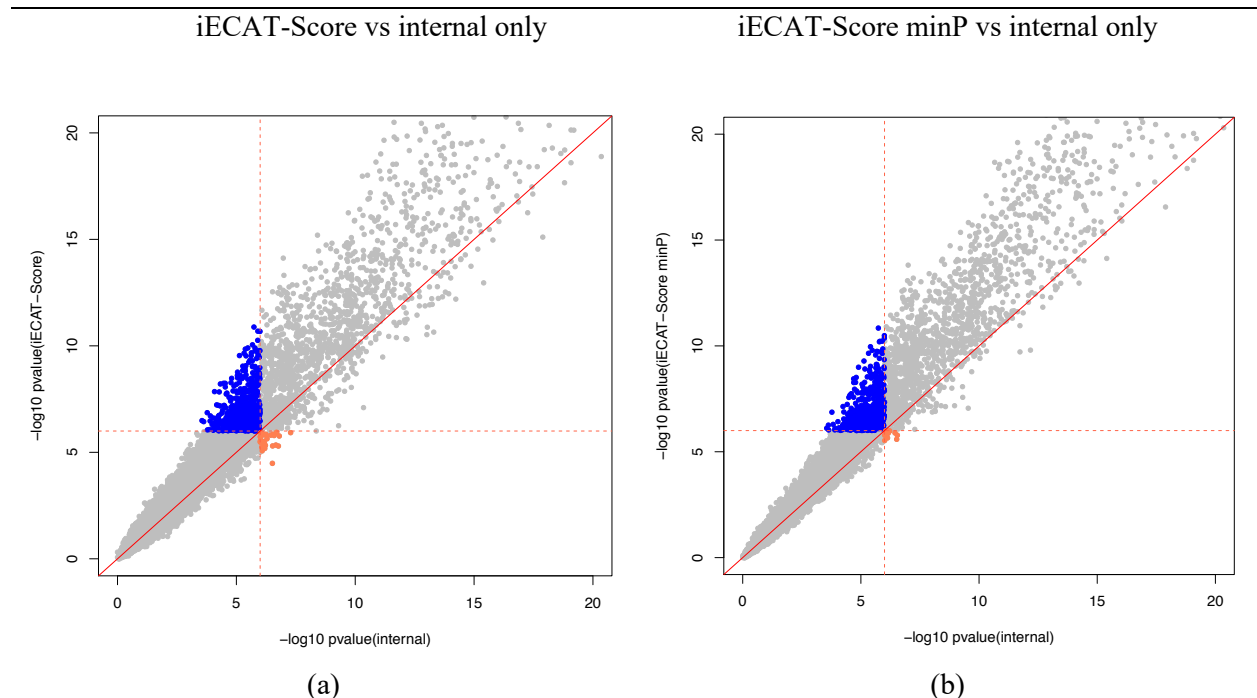 iECAT-Score vs internal only
iECAT-Score minP vs internal only
−log10 pvalue(iECAT−Score)
20
15
10
5
0
0 5 10 15 20
−log10 pvalue(internal)
(a)
−log10 pvalue(iECAT−Score minP)
20
15
10
5
0
0 5 10 15 20
−log10 pvalue(internal)
(b)